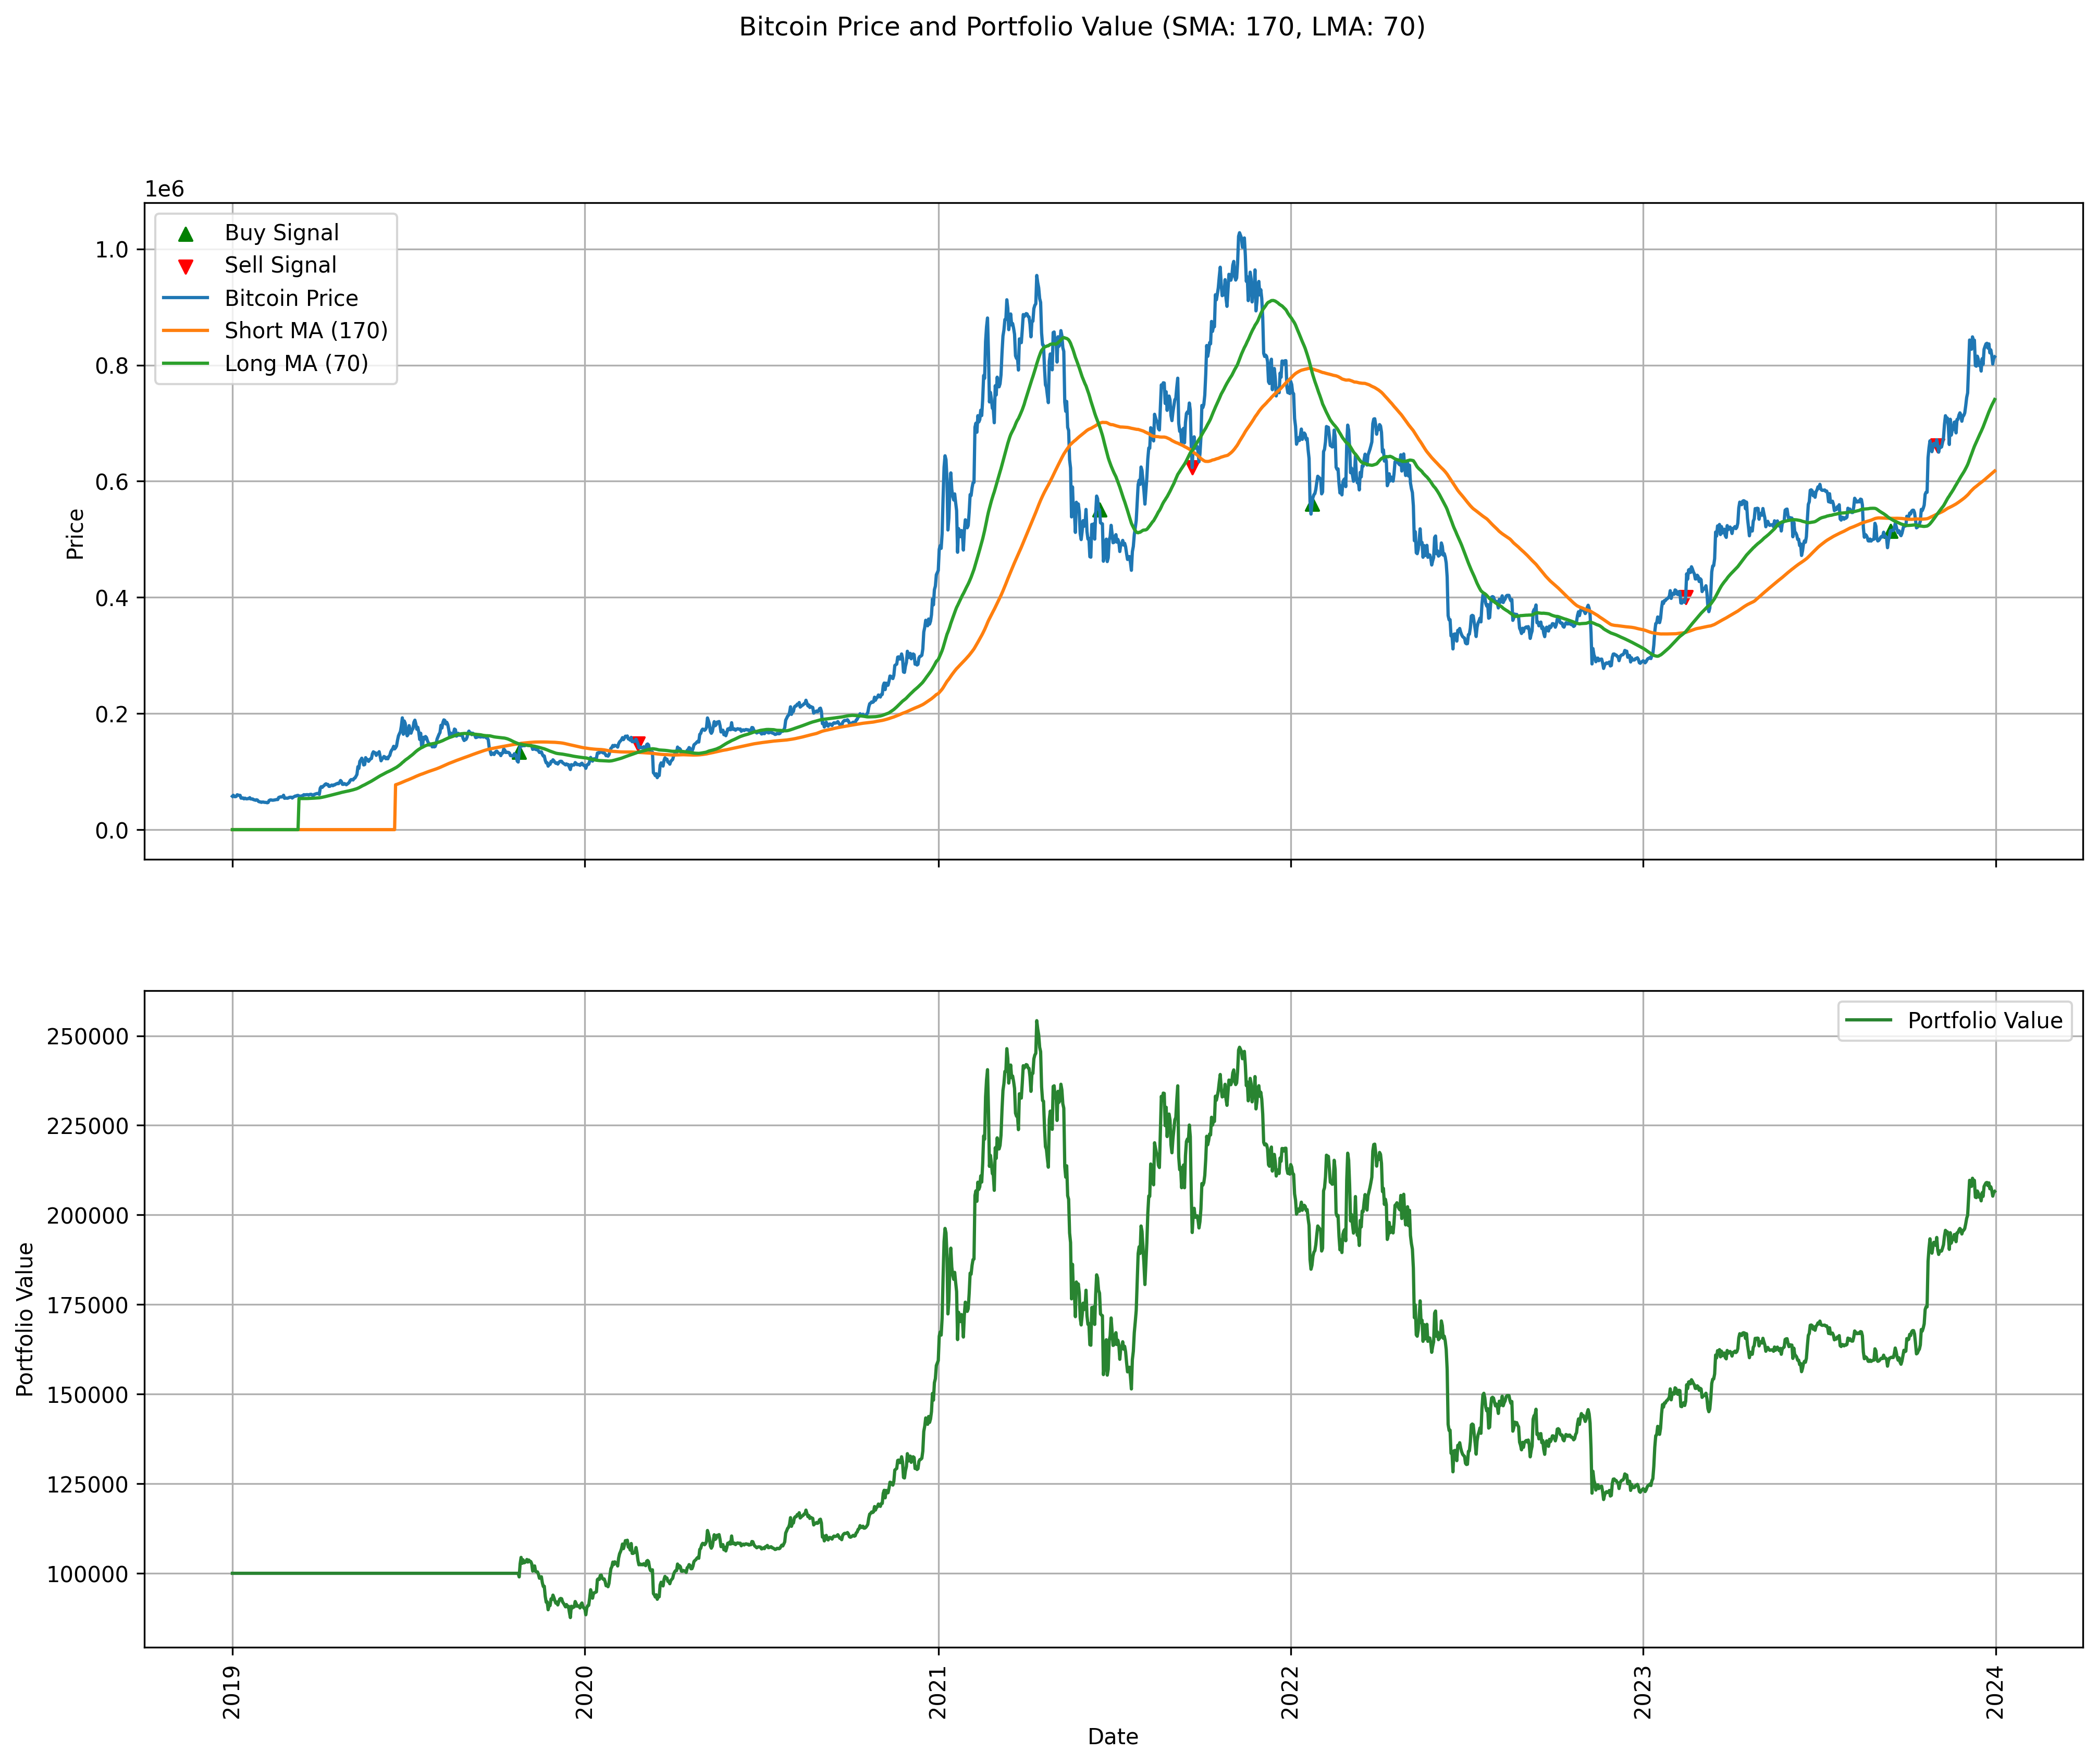 Bitcoin Price and Portfolio Value (SMA: 170, LMA: 70)
1e6
Buy Signal
Sell Signal
Bitcoin Price
Short MA (170)
Long MA (70)
1.0
0.8
0.6
0.4
0.2
0.0
Price
Portfolio Value
250000
225000
200000
175000
150000
125000
100000
Portfolio Value
2019
2020
2021
2022
2023
2024
Date